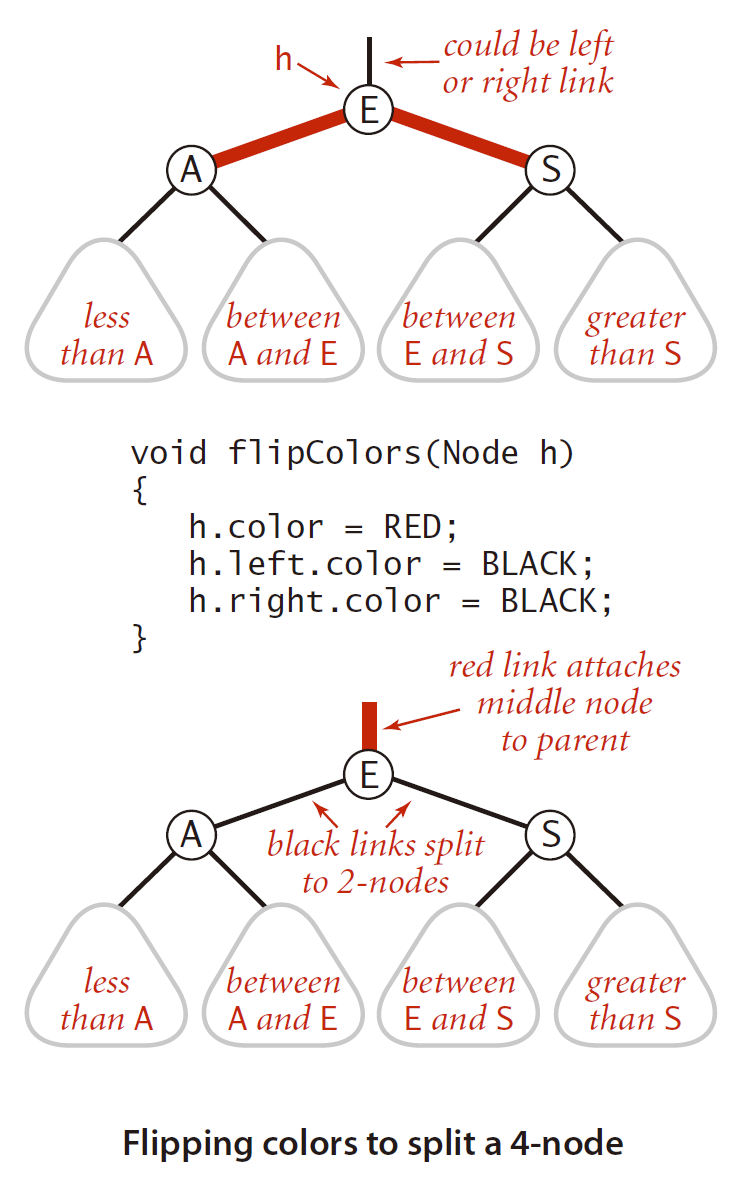 could be left
or right link
h
E
A
S
less
than A
between
A and E
between
E and S
greater
than S
void flipColors(Node h)
{
   h.color = RED;
   h.left.color = BLACK;
   h.right.color = BLACK;
}
red link attaches
middle node
to parent
E
A
S
black links split
to 2-nodes
less
than A
between
A and E
between
E and S
greater
than S
Flipping colors to split a 4-node